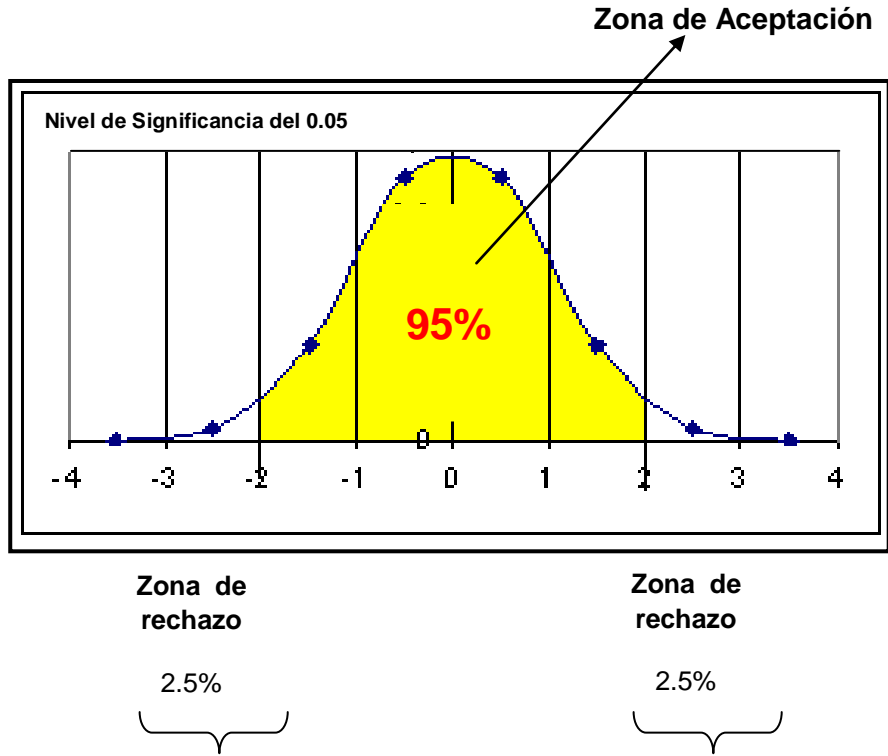 Zona de Aceptación
Nivel de Significancia del 0.05
95%
0
-4 -3 -2 -1 0 1 2 3 4
Zona de
rechazo
Zona de
rechazo
2.5%
2.5%